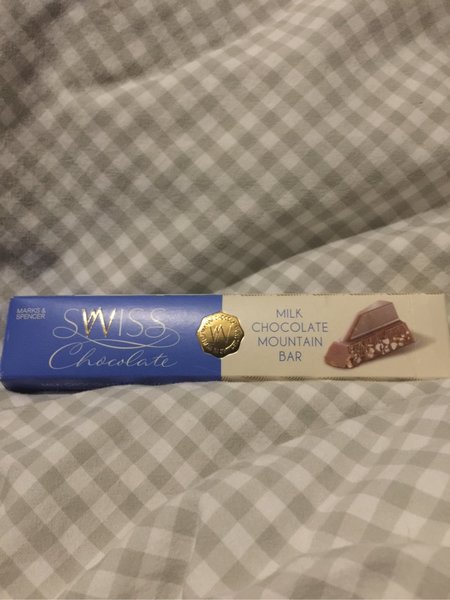 MARKS &
SPENCER
SWISS
Chocolate
MILK
CHOCOLATE
MOUNTAIN
BAR